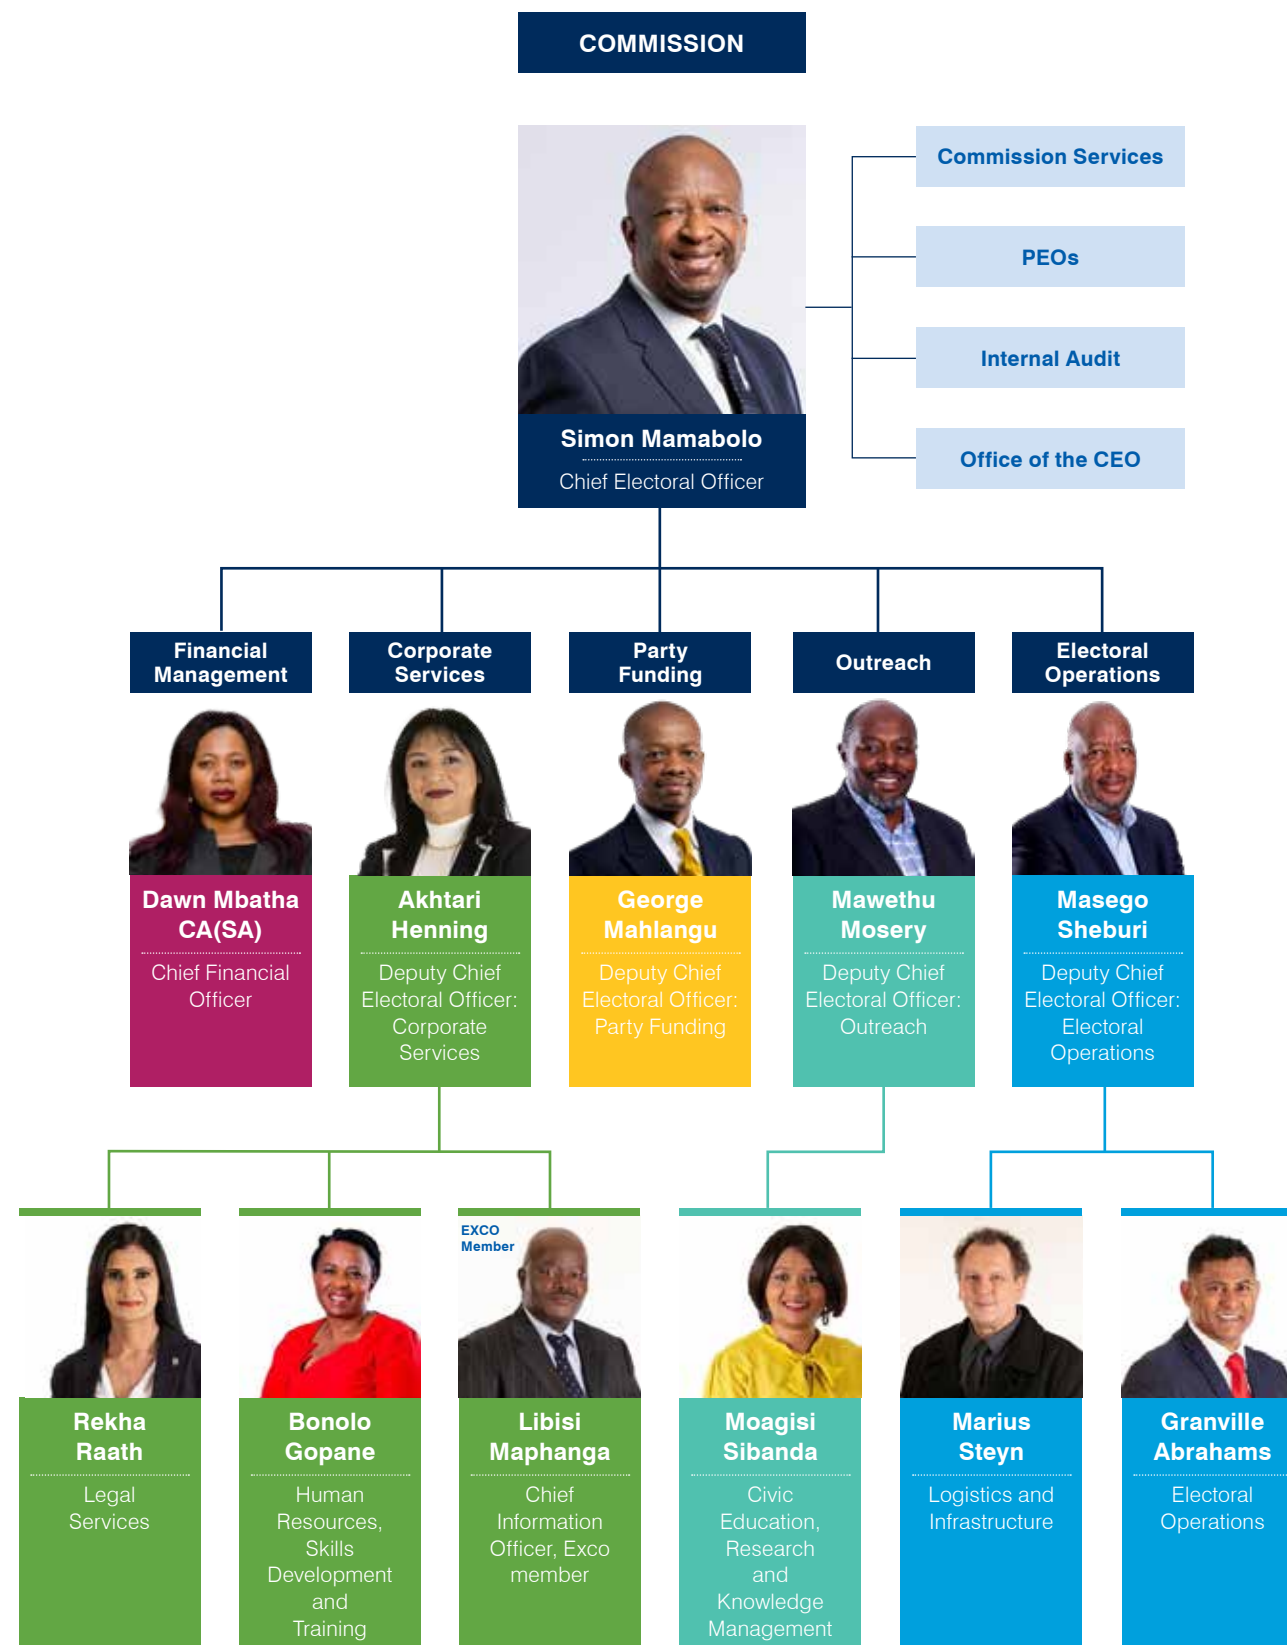 COMMISSION
Commission Services
PEOs
Internal Audit
Office of the CEO
Simon Mamabolo
Chief Electoral Officer
Financial
Management
Corporate
Services
Party
Funding
Outreach
Electoral
Operations
Dawn Mbatha
CA(SA)
Chief Financial
Officer
Akhtari
Henning
Deputy Chief
Electoral Officer:
Corporate
Services
George
Mahlangu
Deputy Chief
Electoral Officer:
Party Funding
Mawethu
Mosery
Deputy Chief
Electoral Officer:
Outreach
Masego
Sheburi
Deputy Chief
Electoral Officer:
Electoral
Operations
Rekha
Raath
Legal
Services
Bonolo
Gopane
Human
Resources,
Skills
Development
and
Training
EXCO
Member
Libisi
Maphanga
Chief
Information
Officer, Exco
member
Moagisi
Sibanda
Civic
Education,
Research
and
Knowledge
Management
Marius
Steyn
Logistics and
Infrastructure
Granville
Abrahams
Electoral
Operations